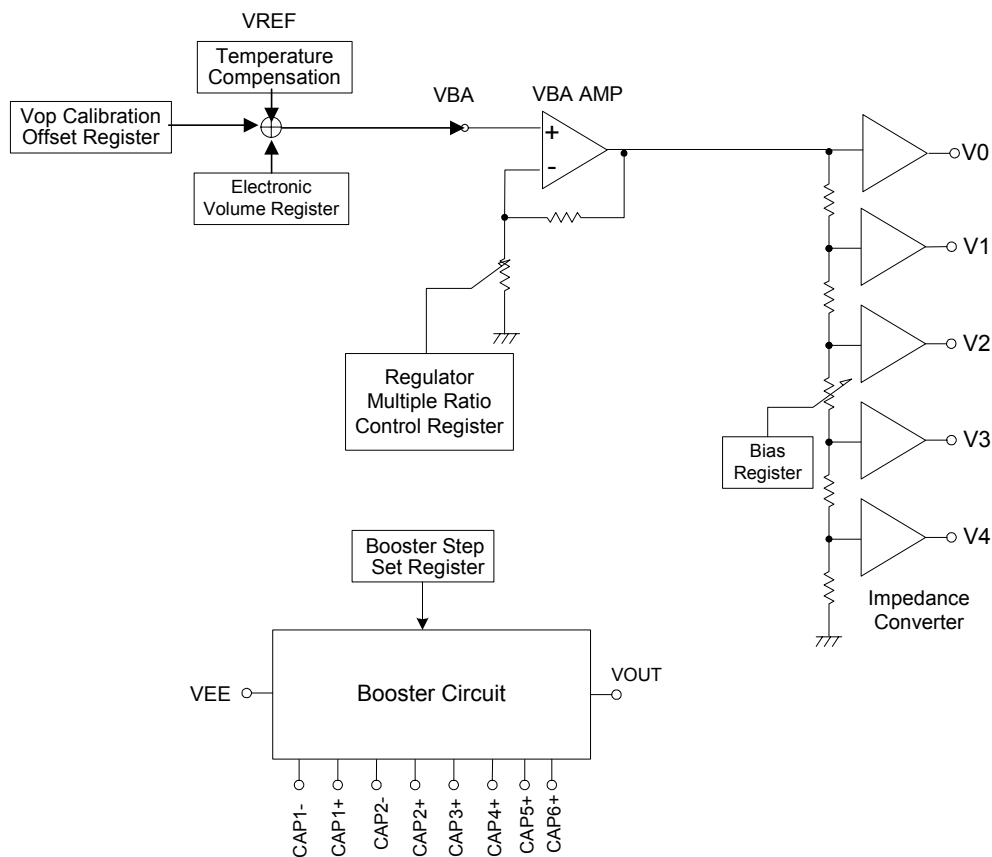 VREF
Temperature
Compensation
Vop Calibration
Offset Register
Electronic
Volume Register
VBA
VBA AMP
+
-
Regulator
Multiple Ratio
Control Register
V0
V1
V2
V3
V4
Bias
Register
Impedance
Converter
Booster Step
Set Register
VEE
Booster Circuit
VOUT
CAP1-
CAP1+
CAP2-
CAP2+
CAP3+
CAP4+
CAP5+
CAP6+